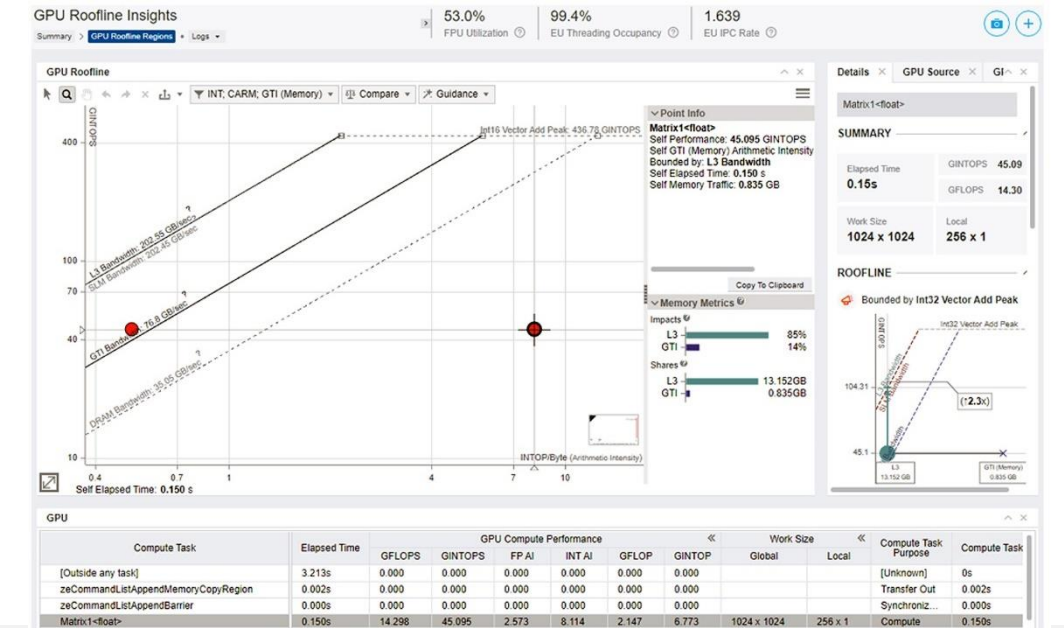 GPU Roofline Insights
Summary > GPU Roofline Regions • Logs
53.0%
FPU Utilization
99.4%
EU Threading Occupancy
1.639
EU IPC Rate
GPU Roofline
INT; CARM; GTI (Memory)
Compare
Guidance
GINTOPS
400
100
70
40
10
Int16 Vector Add Peak: 436.78 GINTOPS
L3 Bandwidth: 202.55 GB/sec
SLM Bandwidth: 202.45 GB/sec
GTI Bandwidth: 76.8 GB/sec
DRAM Bandwidth: 35.05 GB/sec
INTOP/Byte (Arithmetic Intensity)
0.4 0.7 1 4 7 10
Self Elapsed Time: 0.150 s
Point Info
Matrix1<float>
Self Performance: 45.095 GINTOPS
Self GTI (Memory) Arithmetic Intensity
Bounded by: L3 Bandwidth
Self Elapsed Time: 0.150 s
Self Memory Traffic: 0.835 GB
Copy To Clipboard
Memory Metrics
Impacts
L3 85%
GTI 14%
Shares
L3 13.152GB
GTI 0.835GB
Details GPU Source GI
Matrix1<float>
SUMMARY
Elapsed Time
0.15s
GINTOPS 45.09
GFLOPS 14.30
Work Size
1024 x 1024
Local
256 x 1
ROOFLINE
Bounded by Int32 Vector Add Peak
GINTOPS
Int32 Vector Add Peak
104.21
(↑2.3x)
45.1
L3
13.152 GB
GTI (Memory)
0.835 GB
GPU
Compute Task Elapsed Time GPU Compute Performance Work Size Compute Task Purpose Compute Task
GFLOPS GINTOPS FP AI INT AI GFLOP GINTOP Global Local
[Outside any task] 3.213s 0.000 0.000 0.000 0.000 0.000 0.000 [Unknown] 0s
zeCommandListAppendMemoryCopyRegion 0.002s 0.000 0.000 0.000 0.000 0.000 0.000 Transfer Out 0.002s
zeCommandListAppendBarrier 0.000s 0.000 0.000 0.000 0.000 0.000 0.000 Synchroniz... 0.000s
Matrix1<float> 0.150s 14.298 45.095 2.573 8.114 2.147 6.773 1024 x 1024 256 x 1 Compute 0.150s